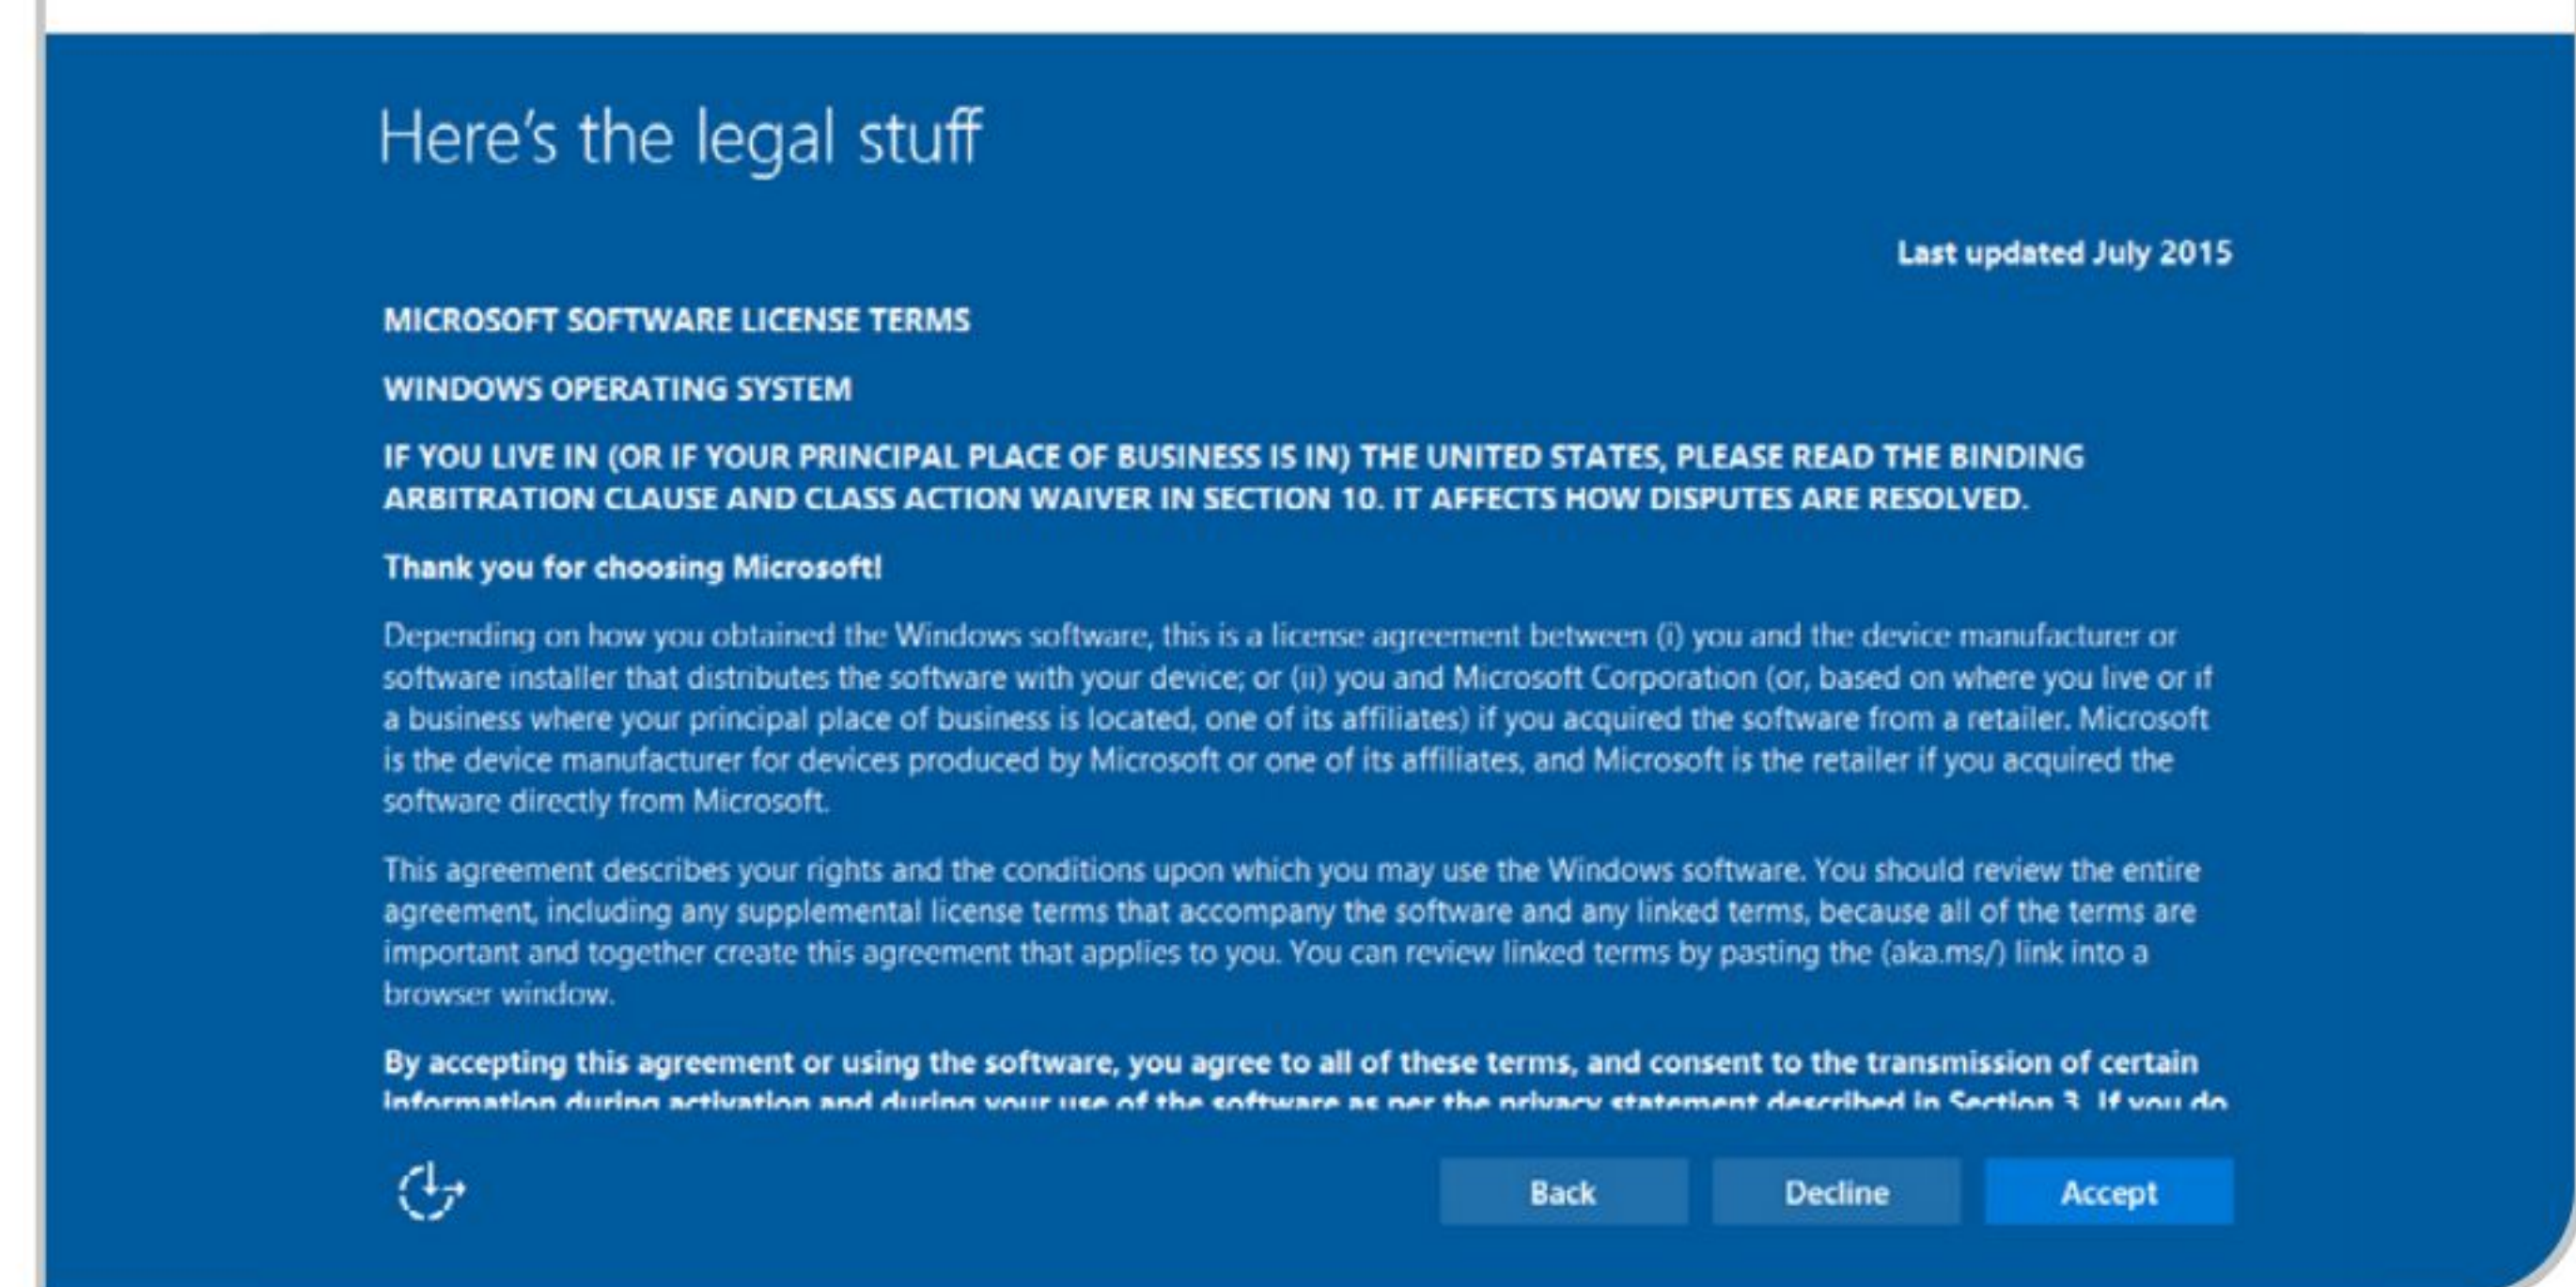 Here's the legal stuff
Last updated July 2015
MICROSOFT SOFTWARE LICENSE TERMS
WINDOWS OPERATING SYSTEM
IF YOU LIVE IN (OR IF YOUR PRINCIPAL PLACE OF BUSINESS IS IN) THE UNITED STATES, PLEASE READ THE BINDING
ARBITRATION CLAUSE AND CLASS ACTION WAIVER IN SECTION 10. IT AFFECTS HOW DISPUTES ARE RESOLVED.
Thank you for choosing Microsoft!
Depending on how you obtained the Windows software, this is a license agreement between (i) you and the device manufacturer or
software installer that distributes the software with your device; or (ii) you and Microsoft Corporation (or, based on where you live or if
a business where your principal place of business is located, one of its affiliates) if you acquired the software from a retailer. Microsoft
is the device manufacturer for devices produced by Microsoft or one of its affiliates, and Microsoft is the retailer if you acquired the
software directly from Microsoft.
This agreement describes your rights and the conditions upon which you may use the Windows software. You should review the entire
agreement, including any supplemental license terms that accompany the software and any linked terms, because all of the terms are
important and together create this agreement that applies to you. You can review linked terms by pasting the (aka.ms/) link into a
browser window.
By accepting this agreement or using the software, you agree to all of these terms, and consent to the transmission of certain
information during activation and during your use of the software as per the privacy statement described in Section 3. If you do
Back Decline Accept